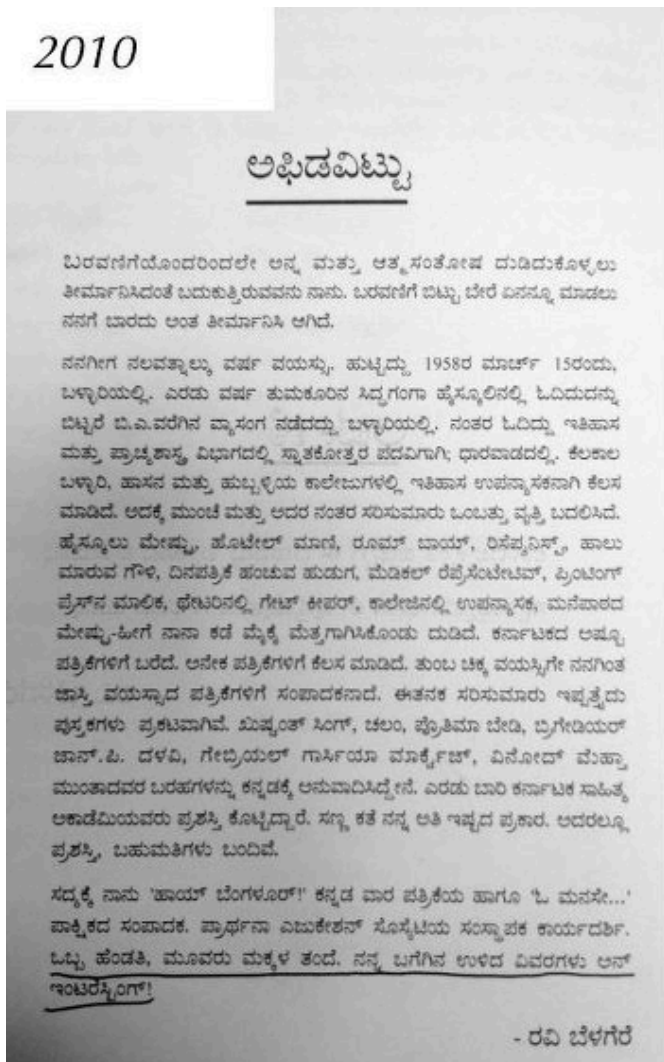 2010
ಅಫಿಡವಿಟ್ಟು
ಬರವಣಿಗೆಯೊಂದರಿಂದಲೇ ಅನ್ನ ಮತ್ತು ಆತ್ಮಸಂತೋಷ ದುಡಿದುಕೊಳ್ಳಲು
ತೀರ್ಮಾನಿಸಿದಂತೆ ಬದುಕುತ್ತಿರುವವನು ನಾನು. ಬರವಣಿಗೆ ಬಿಟ್ಟು ಬೇರೆ ಏನನ್ನೂ ಮಾಡಲು
ನನಗೆ ಬಾರದು ಅಂತ ತೀರ್ಮಾನಿಸಿ ಆಗಿದೆ.
ನನಗೀಗ ನಲವತ್ನಾಲ್ಕು ವರ್ಷ ವಯಸ್ಸು, ಹುಟ್ಟಿದ್ದು 1958ರ ಮಾರ್ಚ್ 15ರಂದು,
ಬಳ್ಳಾರಿಯಲ್ಲಿ. ಎರಡು ವರ್ಷ ತುಮಕೂರಿನ ಸಿದ್ಧಗಂಗಾ ಹೈಸ್ಕೂಲಿನಲ್ಲಿ ಓದಿದುದನ್ನು
ಬಿಟ್ಟರೆ ಬಿ.ಎ.ವರೆಗಿನ ವ್ಯಾಸಂಗ ನಡೆದದ್ದು ಬಳ್ಳಾರಿಯಲ್ಲಿ. ನಂತರ ಓದಿದ್ದು ಇತಿಹಾಸ
ಮತ್ತು ಪ್ರಾಚ್ಯಶಾಸ್ತ್ರ ವಿಭಾಗದಲ್ಲಿ ಸ್ನಾತಕೋತ್ತರ ಪದವಿಗಾಗಿ; ಧಾರವಾಡದಲ್ಲಿ. ಕೆಲಕಾಲ
ಬಳ್ಳಾರಿ, ಹಾಸನ ಮತ್ತು ಹುಬ್ಬಳ್ಳಿಯ ಕಾಲೇಜುಗಳಲ್ಲಿ ಇತಿಹಾಸ ಉಪನ್ಯಾಸಕನಾಗಿ ಕೆಲಸ
ಮಾಡಿದೆ. ಅದಕ್ಕೆ ಮುಂಚೆ ಮತ್ತು ಅದರ ನಂತರ ಸರಿಸುಮಾರು ಒಂಬತ್ತು ವೃತ್ತಿ ಬದಲಿಸಿದೆ.
ಹೈಸ್ಕೂಲು ಮೇಷ್ಟ್ರು, ಹೊಟೇಲ್ ಮಾಣಿ, ರೂಮ್ ಬಾಯ್, ರಿಸೆಪ್ಷನಿಸ್ಟ್, ಹಾಲು
ಮಾರುವ ಗೌಳಿ, ದಿನಪತ್ರಿಕೆ ಹಂಚುವ ಹುಡುಗ, ಮೆಡಿಕಲ್ ರೆಪ್ರೆಸೆಂಟೇಟಿವ್, ಪ್ರಿಂಟಿಂಗ್
ಪ್ರೆಸ್‌ನ ಮಾಲಿಕ, ಥೇಟರಿನಲ್ಲಿ ಗೇಟ್ ಕೀಪರ್, ಕಾಲೇಜಿನಲ್ಲಿ ಉಪನ್ಯಾಸಕ, ಮನೆಪಾಠದ
ಮೇಷ್ಟ್ರು-ಹೀಗೆ ನಾನಾ ಕಡೆ ಮೈಕೈ ಮೆತ್ತಗಾಗಿಸಿಕೊಂಡು ದುಡಿದೆ. ಕರ್ನಾಟಕದ ಅಷ್ಟೂ
ಪತ್ರಿಕೆಗಳಿಗೆ ಬರೆದೆ. ಅನೇಕ ಪತ್ರಿಕೆಗಳಿಗೆ ಕೆಲಸ ಮಾಡಿದೆ. ತುಂಬ ಚಿಕ್ಕ ವಯಸ್ಸಿಗೇ ನನಗಿಂತ
ಜಾಸ್ತಿ ವಯಸ್ಸಾದ ಪತ್ರಿಕೆಗಳಿಗೆ ಸಂಪಾದಕನಾದೆ. ಈತನಕ ಸರಿಸುಮಾರು ಇಪ್ಪತ್ತೈದು
ಪುಸ್ತಕಗಳು ಪ್ರಕಟವಾಗಿವೆ. ಖುಷ್ವಂತ್ ಸಿಂಗ್, ಚಲಂ, ಪ್ರೊತಿಮಾ ಬೇಡಿ, ಬ್ರಿಗೇಡಿಯರ್
ಜಾನ್.ಪಿ. ದಳವಿ, ಗೇಬ್ರಿಯಲ್ ಗಾರ್ಸಿಯಾ ಮಾರ್ಕ್ವೆಜ್, ವಿನೋದ್ ಮೆಹ್ತಾ
ಮುಂತಾದವರ ಬರಹಗಳನ್ನು ಕನ್ನಡಕ್ಕೆ ಅನುವಾದಿಸಿದ್ದೇನೆ. ಎರಡು ಬಾರಿ ಕರ್ನಾಟಕ ಸಾಹಿತ್ಯ
ಅಕಾಡೆಮಿಯವರು ಪ್ರಶಸ್ತಿ ಕೊಟ್ಟಿದ್ದಾರೆ. ಸಣ್ಣ ಕತೆ ನನ್ನ ಅತಿ ಇಷ್ಟದ ಪ್ರಕಾರ. ಅದರಲ್ಲೂ
ಪ್ರಶಸ್ತಿ, ಬಹುಮತಿಗಳು ಬಂದಿವೆ.
ಸದ್ಯಕ್ಕೆ ನಾನು 'ಹಾಯ್ ಬೆಂಗಳೂರ್!' ಕನ್ನಡ ವಾರ ಪತ್ರಿಕೆಯ ಹಾಗೂ 'ಓ ಮನಸೇ...'
ಪಾಕ್ಷಿಕದ ಸಂಪಾದಕ. ಪ್ರಾರ್ಥನಾ ಎಜುಕೇಶನ್ ಸೊಸೈಟಿಯ ಸಂಸ್ಥಾಪಕ ಕಾರ್ಯದರ್ಶಿ.
ಒಬ್ಬ ಹೆಂಡತಿ, ಮೂವರು ಮಕ್ಕಳ ತಂದೆ. ನನ್ನ ಬಗೆಗಿನ ಉಳಿದ ವಿವರಗಳು ಅನ್
ಇಂಟರೆಸ್ಟಿಂಗ್!
- ರವಿ ಬೆಳಗೆರೆ